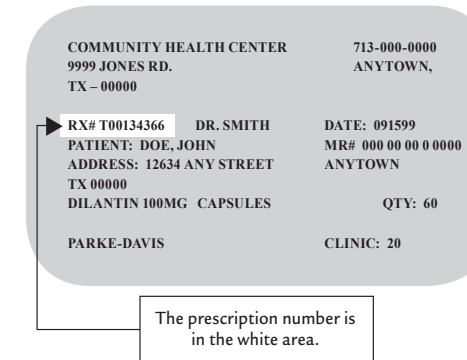 COMMUNITY HEALTH CENTER 713-000-0000
9999 JONES RD. ANYTOWN,
TX – 00000
RX# T00134366 DR. SMITH DATE: 091599
PATIENT: DOE, JOHN MR# 000 00 00 0 0000
ADDRESS: 12634 ANY STREET ANYTOWN
TX 00000
DILANTIN 100MG CAPSULES QTY: 60
PARKE-DAVIS CLINIC: 20
The prescription number is
in the white area.